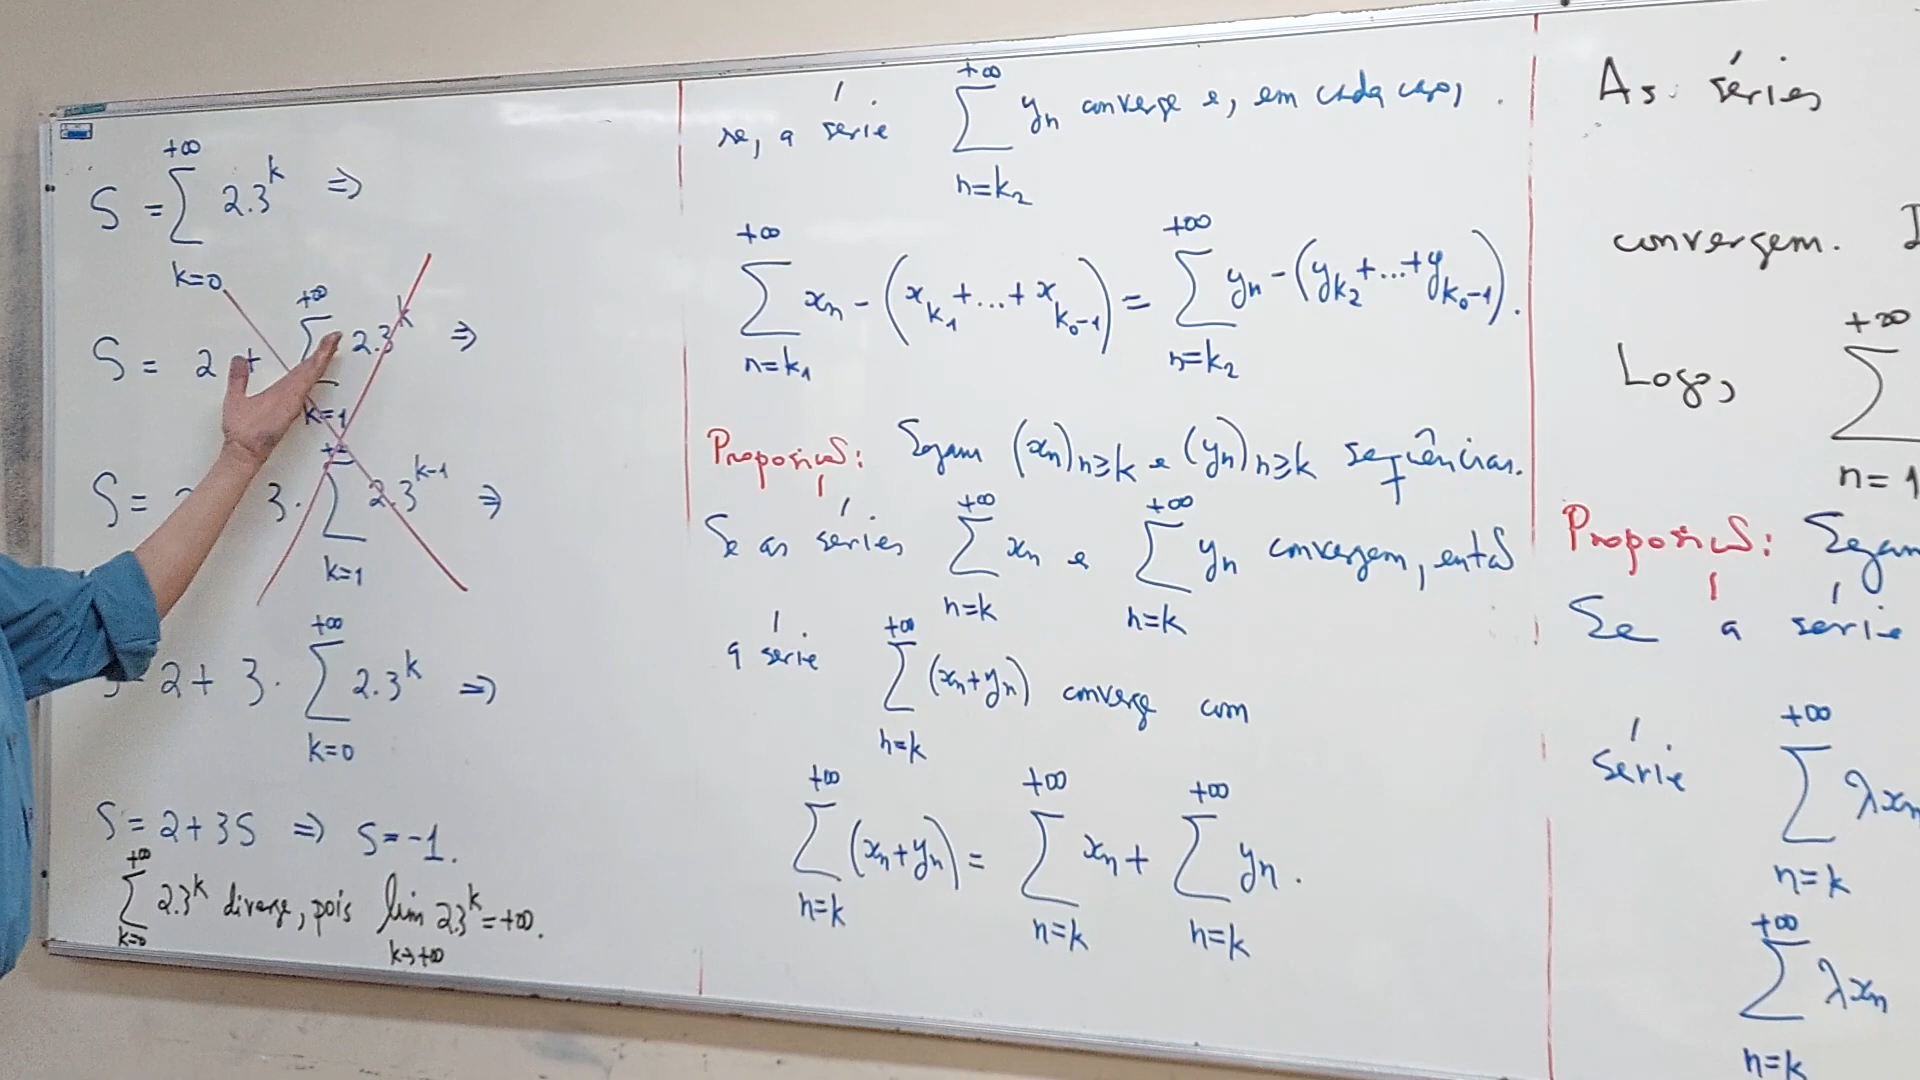 S = ∑_{k=0}^{+∞} 2.3^k ⇒
S = 2 + ∑_{k=1}^{+∞} 2.3^k ⇒
S = 3. ∑_{k=1}^{+∞} 2.3^{k-1} ⇒
2 + 3. ∑_{k=0}^{+∞} 2.3^k ⇒
S = 2 + 3S ⇒ S = -1.
∑_{k=0}^{+∞} 2.3^k diverge, pois lim_{k→+∞} 2.3^k = +∞.
se, a série ∑_{n=k_2}^{+∞} y_n converge e, em cada caso,
∑_{n=k_1}^{+∞} x_n - (x_{k_1} + ... + x_{k_0-1}) = ∑_{n=k_2}^{+∞} y_n - (y_{k_2} + ... + y_{k_0-1}).
Proposição: Sejam (x_n)_{n≥k} e (y_n)_{n≥k} seqüências.
Se as séries ∑_{n=k}^{+∞} x_n e ∑_{n=k}^{+∞} y_n convergem, então
a série ∑_{n=k}^{+∞} (x_n + y_n) converge com
∑_{n=k}^{+∞} (x_n + y_n) = ∑_{n=k}^{+∞} x_n + ∑_{n=k}^{+∞} y_n.
As séries
convergem.
Logo, ∑_{n=1}^{+∞}
Proposição: Sejam
Se a série
série ∑_{n=k}^{+∞} λx_n
∑_{n=k}^{+∞} λx_n